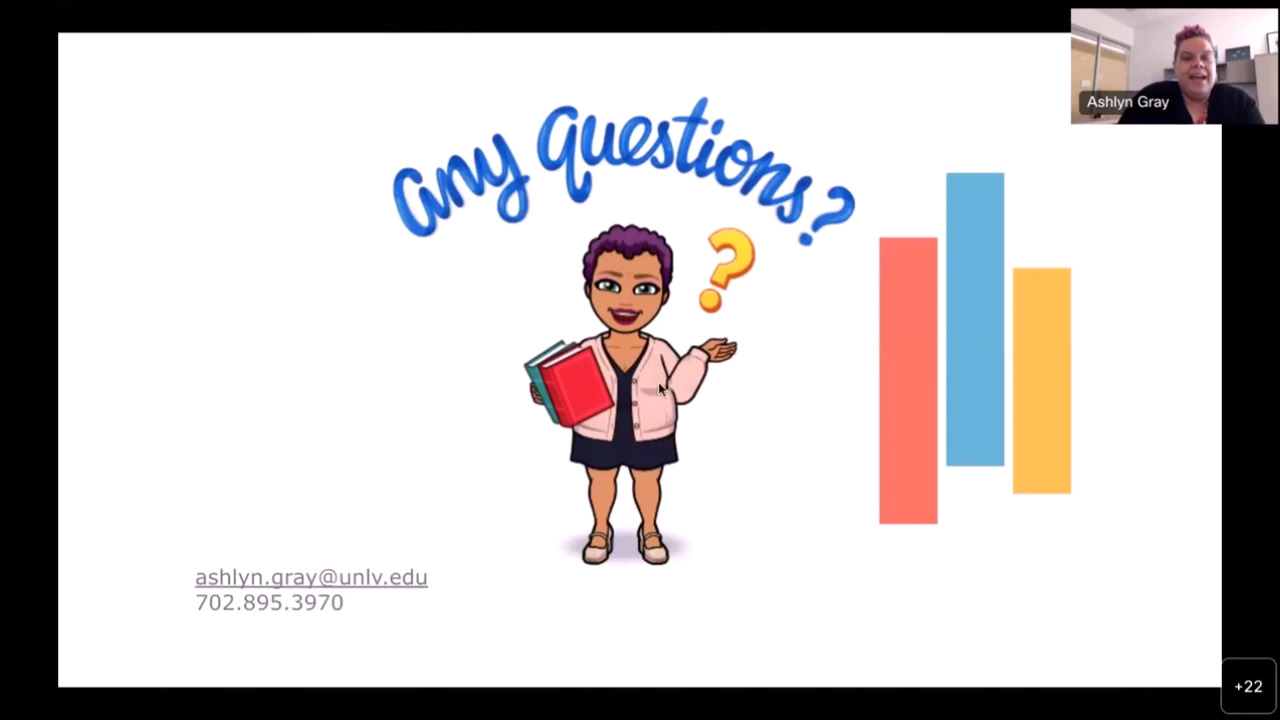 any questions?
?
Ashlyn Gray
ashlyn.gray@unlv.edu
702.895.3970
+22